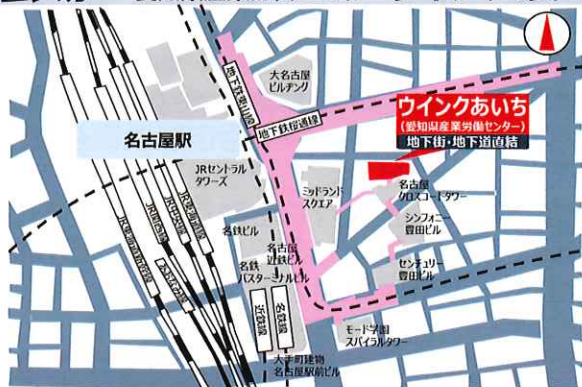 大名古屋
ビルヂング
地下鉄東山線
地下鉄桜通線
ウインクあいち
(愛知県産業労働センター)
地下街・地下道直結
名古屋駅
JRセントラル
タワーズ
ミッドランド
スクエア
名古屋
クロスコートタワー
シンフォニー
豊田ビル
名鉄ビル
名古屋
近鉄ビル
名鉄
バスターミナルビル
センチュリー
豊田ビル
近鉄線
名鉄線
モード学園
スパイラルタワー
大手町建物
名古屋駅前ビル